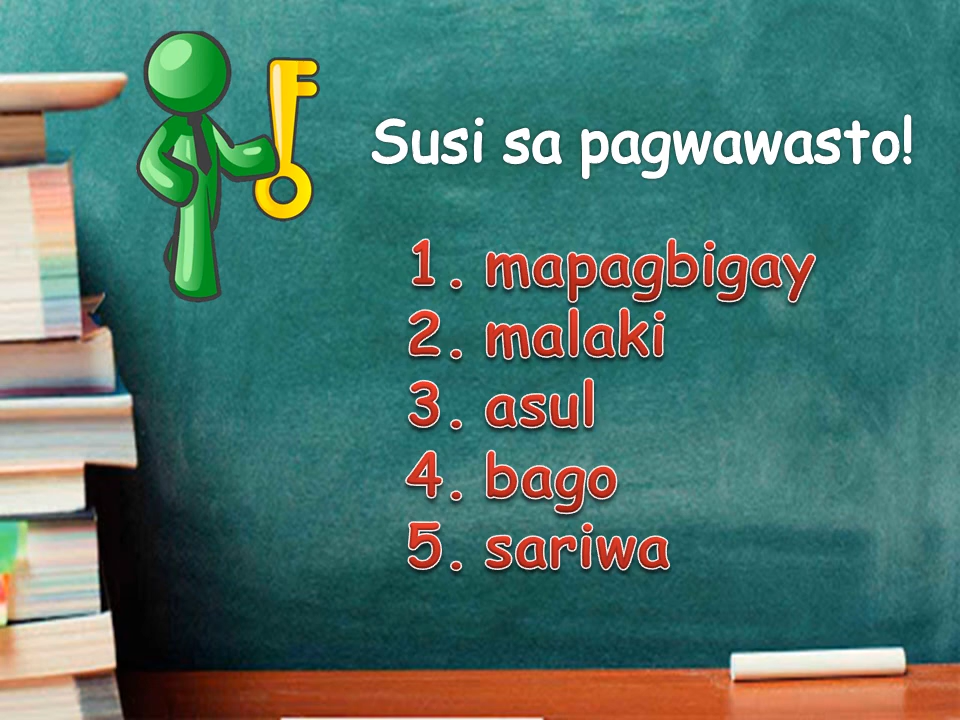 Susi sa pagwawasto!
1. mapagbigay
2. malaki
3. asul
4. bago
5. sariwa